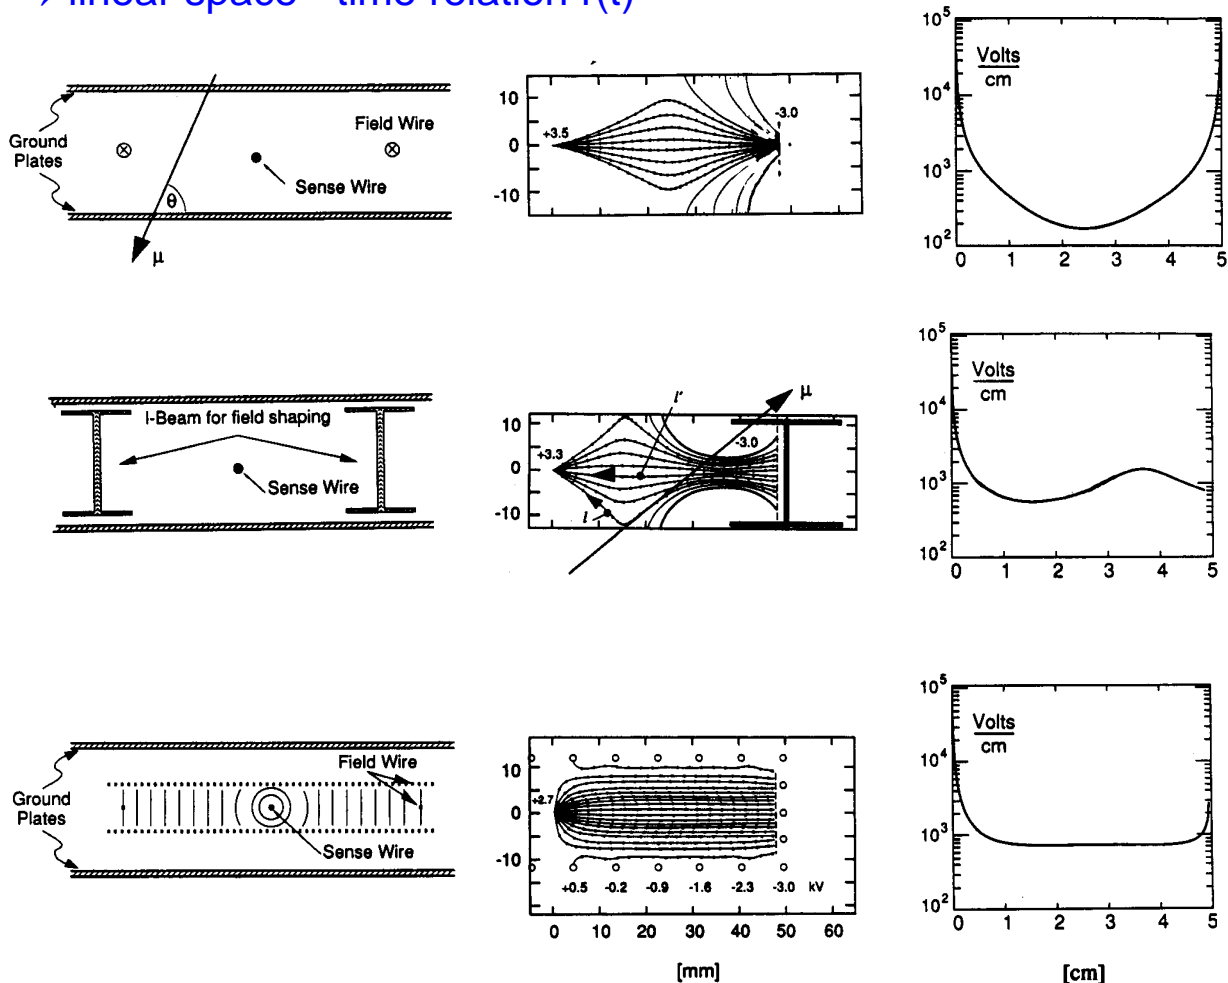 linear space - time relation r(t)
Ground
Plates
Field Wire
Sense Wire
θ
μ
10
0
-10
+3.5
-3.0
10⁵
10⁴
10³
10²
Volts
cm
0 1 2 3 4 5
I-Beam for field shaping
Sense Wire
10
0
-10
+3.3
-3.0
l'
l
μ
10⁵
10⁴
10³
10²
Volts
cm
0 1 2 3 4 5
Ground
Plates
Field Wire
Sense Wire
10
0
-10
+2.7
+0.5 -0.2 -0.9 -1.6 -2.3 -3.0 kV
0 10 20 30 40 50 60
[mm]
10⁵
10⁴
10³
10²
Volts
cm
0 1 2 3 4 5
[cm]